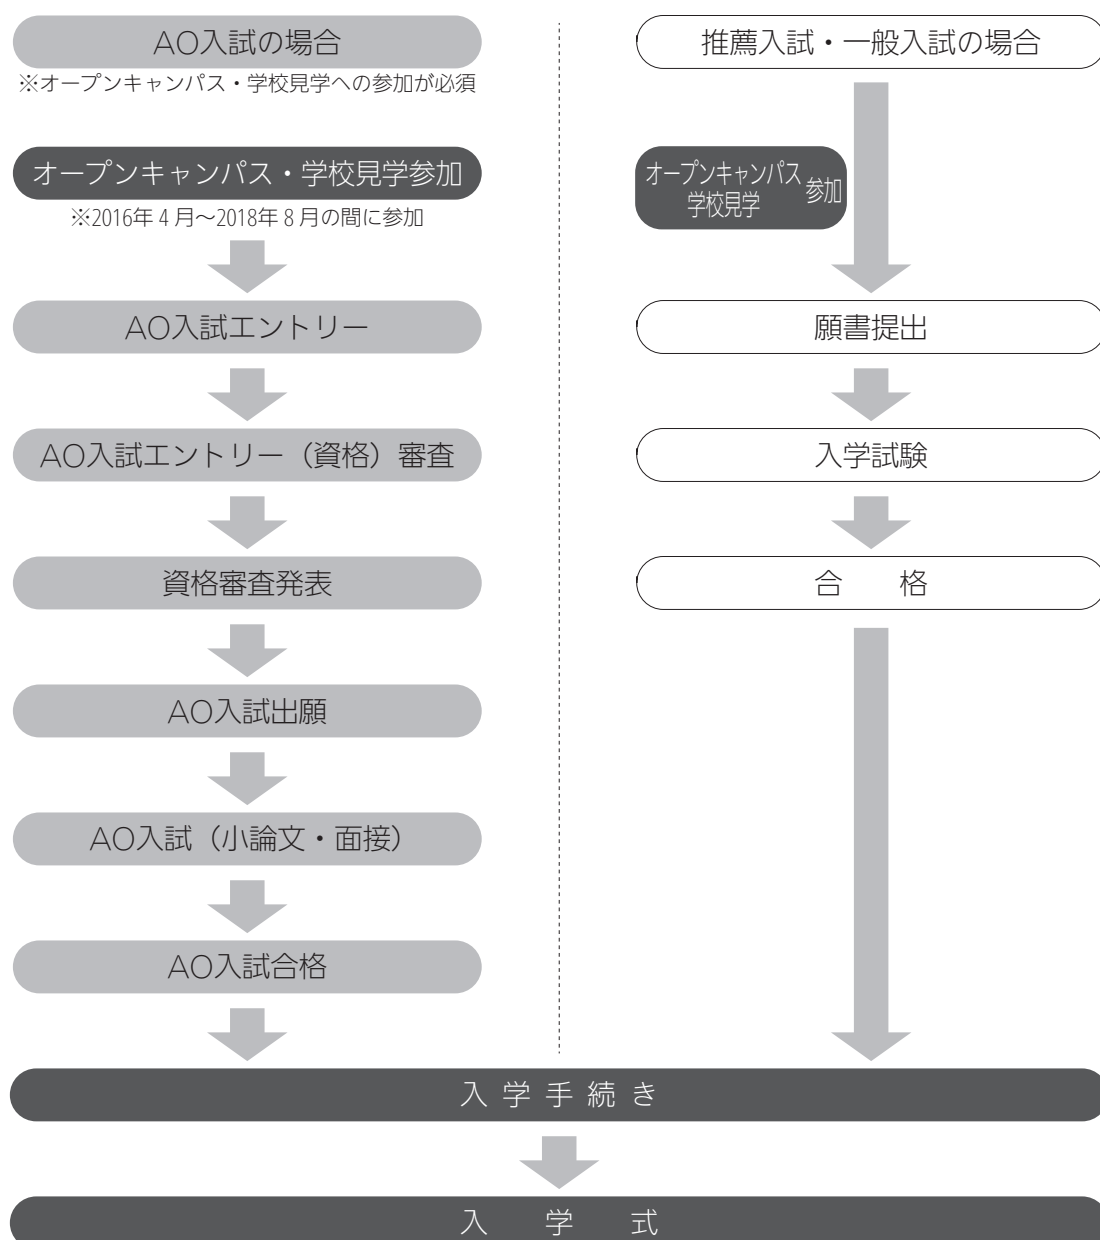 AO入試の場合
※オープンキャンパス・学校見学への参加が必須
オープンキャンパス・学校見学参加
※2016年4月〜2018年8月の間に参加
AO入試エントリー
AO入試エントリー（資格）審査
資格審査発表
AO入試出願
AO入試（小論文・面接）
AO入試合格
推薦入試・一般入試の場合
オープンキャンパス
学校見学
参加
願書提出
入学試験
合　格
入学手続き
入　学　式